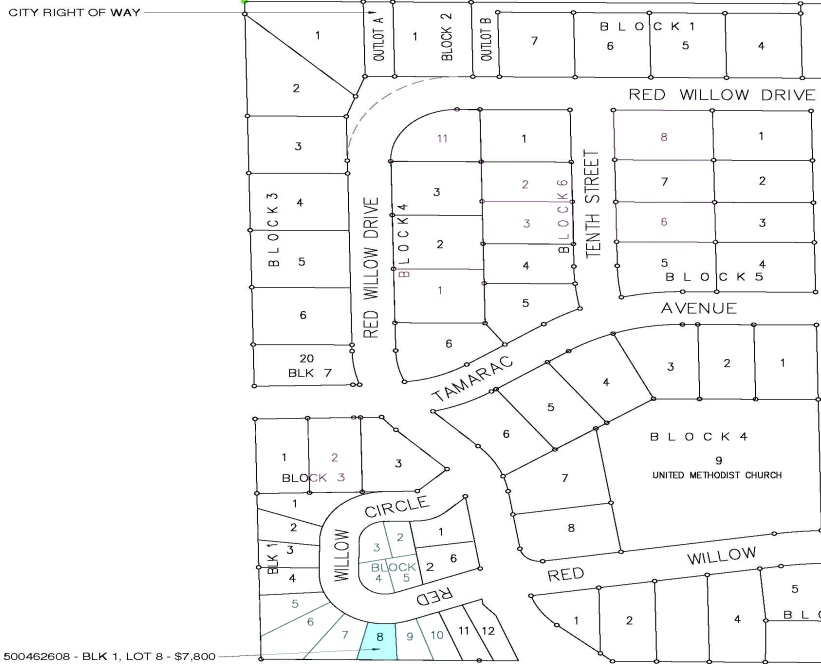 CITY RIGHT OF WAY
1
OUTLOT A
1
BLOCK 2
OUTLOT B
7
BLOCK 1
6
5
4
2
RED WILLOW DRIVE
3
BLOCK 3
4
5
6
20
BLK 7
RED WILLOW DRIVE
11
1
3
2
BLOCK 4
2
3
BLOCK 6
1
4
5
6
TENTH STREET
8
1
7
2
6
3
5
4
BLOCK 5
TAMARAC
AVENUE
6
5
4
3
2
1
BLOCK 4
9
UNITED METHODIST CHURCH
7
8
1
2
3
BLOCK 3
WILLOW
CIRCLE
RED
1
2
3
4
BLK 1
5
6
7
8
9
10
11
12
3
2
1
BLOCK 2
4
5
6
RED
WILLOW
1
2
4
5
BLO
500462608 - BLK 1, LOT 8 - $7,800